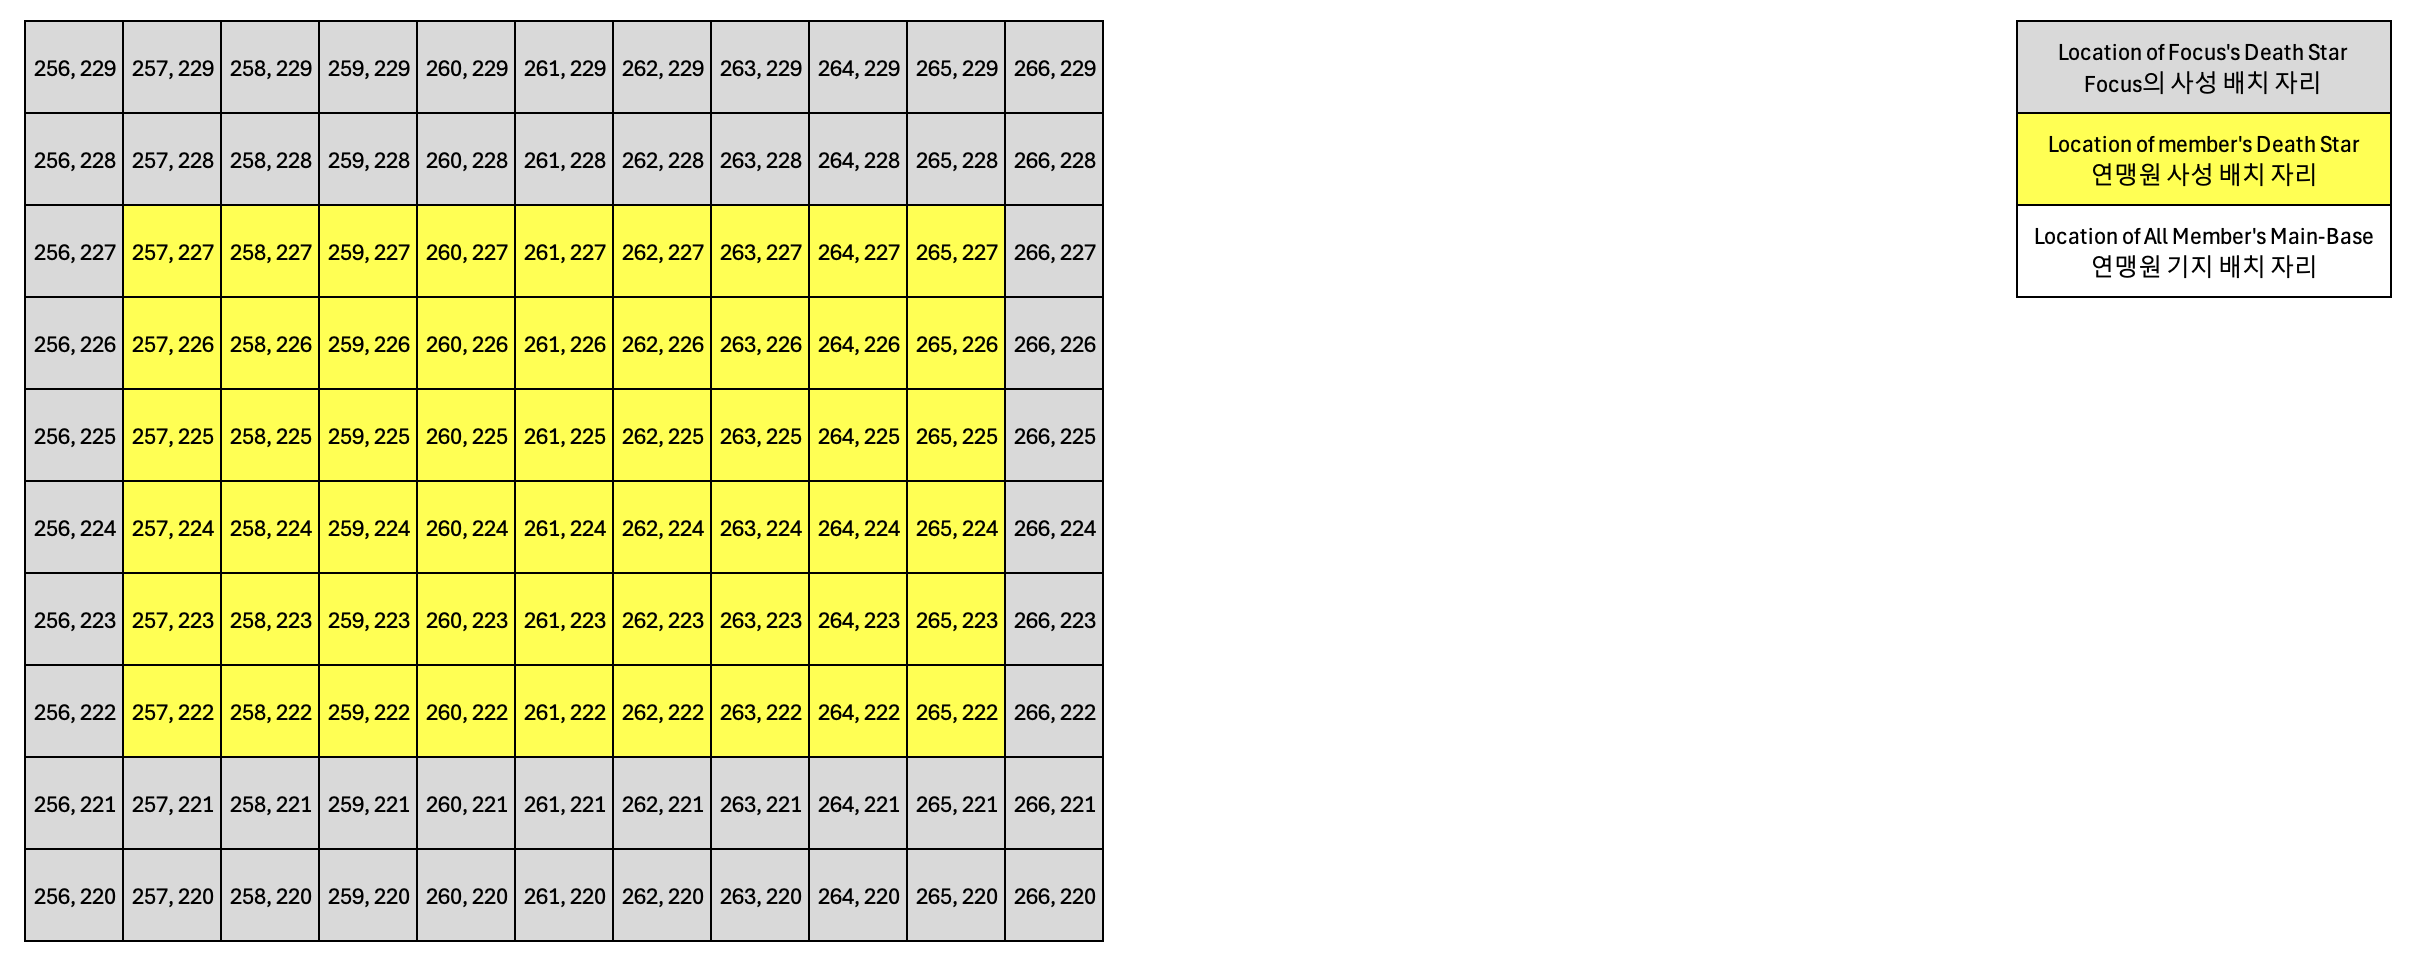 256, 229 257, 229 258, 229 259, 229 260, 229 261, 229 262, 229 263, 229 264, 229 265, 229 266, 229
256, 228 257, 228 258, 228 259, 228 260, 228 261, 228 262, 228 263, 228 264, 228 265, 228 266, 228
256, 227 257, 227 258, 227 259, 227 260, 227 261, 227 262, 227 263, 227 264, 227 265, 227 266, 227
256, 226 257, 226 258, 226 259, 226 260, 226 261, 226 262, 226 263, 226 264, 226 265, 226 266, 226
256, 225 257, 225 258, 225 259, 225 260, 225 261, 225 262, 225 263, 225 264, 225 265, 225 266, 225
256, 224 257, 224 258, 224 259, 224 260, 224 261, 224 262, 224 263, 224 264, 224 265, 224 266, 224
256, 223 257, 223 258, 223 259, 223 260, 223 261, 223 262, 223 263, 223 264, 223 265, 223 266, 223
256, 222 257, 222 258, 222 259, 222 260, 222 261, 222 262, 222 263, 222 264, 222 265, 222 266, 222
256, 221 257, 221 258, 221 259, 221 260, 221 261, 221 262, 221 263, 221 264, 221 265, 221 266, 221
256, 220 257, 220 258, 220 259, 220 260, 220 261, 220 262, 220 263, 220 264, 220 265, 220 266, 220
Location of Focus's Death Star
Focus의 사성 배치 자리
Location of member's Death Star
연맹원 사성 배치 자리
Location of All Member's Main-Base
연맹원 기지 배치 자리